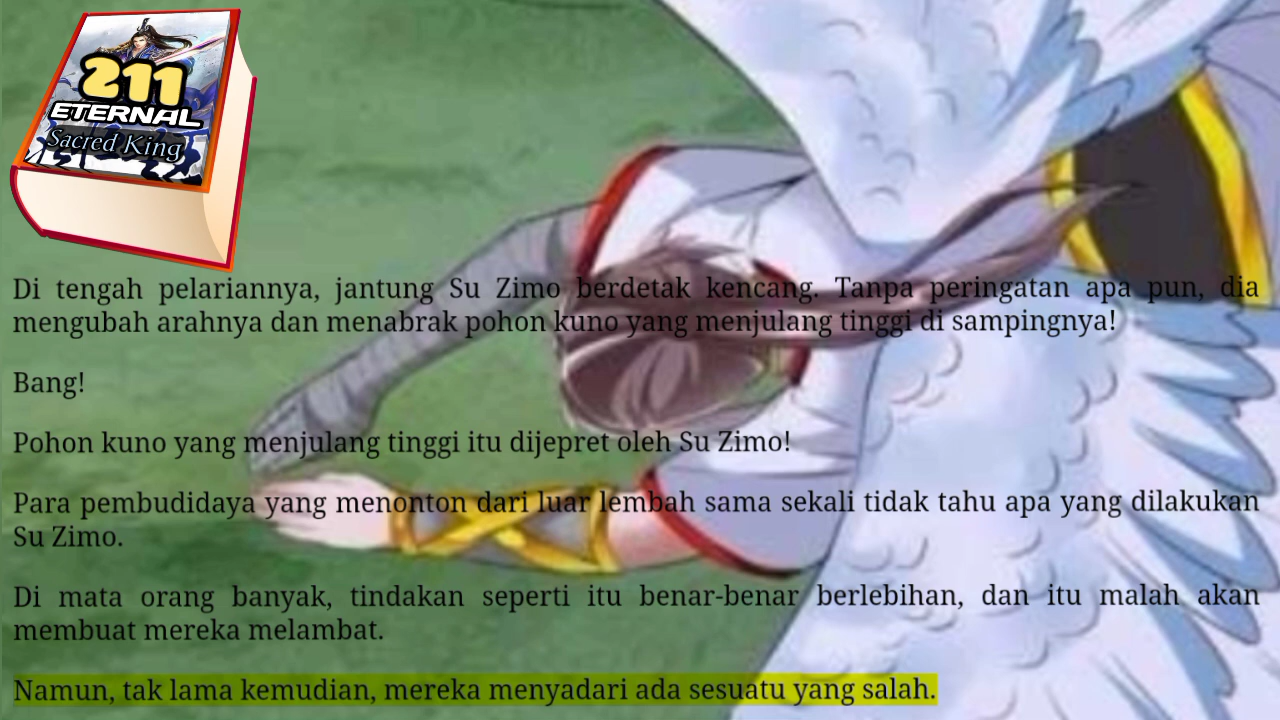 211
ETERNAL
Sacred King
Di tengah pelariannya, jantung Su Zimo berdetak kencang. Tanpa peringatan apa pun, dia
mengubah arahnya dan menabrak pohon kuno yang menjulang tinggi di sampingnya!
Bang!
Pohon kuno yang menjulang tinggi itu dijepret oleh Su Zimo!
Para pembudidaya yang menonton dari luar lembah sama sekali tidak tahu apa yang dilakukan
Su Zimo.
Di mata orang banyak, tindakan seperti itu benar-benar berlebihan, dan itu malah akan
membuat mereka melambat.
Namun, tak lama kemudian, mereka menyadari ada sesuatu yang salah.